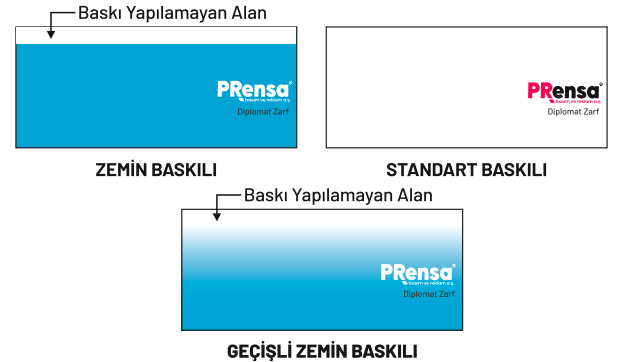 Baskı Yapılamayan Alan
PRensa
basım ve reklam a.ş.
Diplomat Zarf
PRensa
basım ve reklam a.ş.
Diplomat Zarf
ZEMİN BASKILI
STANDART BASKILI
Baskı Yapılamayan Alan
PRensa
basım ve reklam a.ş.
Diplomat Zarf
GEÇİŞLİ ZEMİN BASKILI